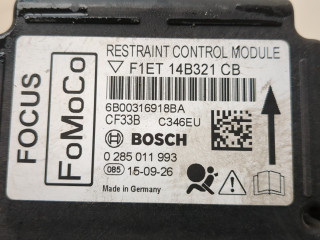 FOCUS
FoMoCo
RESTRAINT CONTROL MODULE
F1ET 14B321 CB
6B00316918BA
CF33B C346EU
BOSCH
0 285 011 993
085 15-09-26
Made in Germany